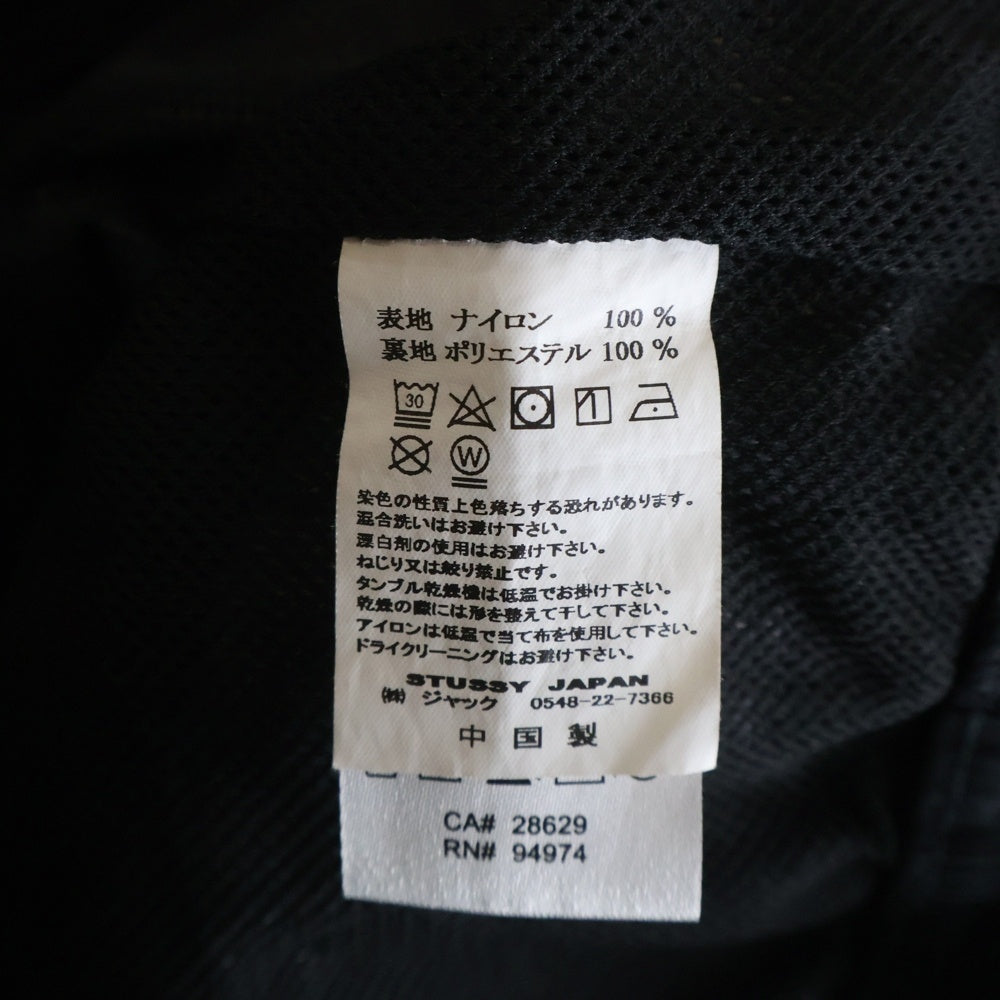 表地 ナイロン 100 %
裏地 ポリエステル 100 %
30
W
染色の性質上色落ちする恐れがあります。
混合洗いはお避け下さい。
漂白剤の使用はお避け下さい。
ねじり又は絞り禁止です。
タンブル乾燥機は低温でお掛け下さい。
乾燥の際には形を整えて干して下さい。
アイロンは低温で当て布を使用して下さい。
ドライクリーニングはお避け下さい。
STUSSY JAPAN
㈱ ジャック 0548-22-7366
中国製
CA# 28629
RN# 94974